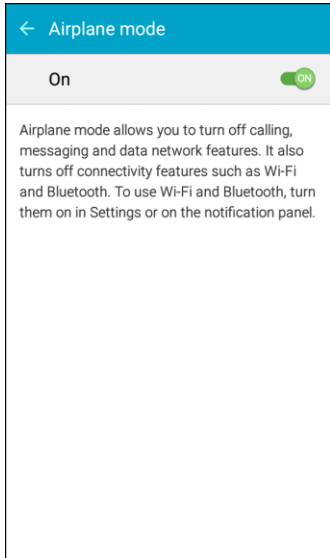 Airplane mode
On
ON
Airplane mode allows you to turn off calling,
messaging and data network features. It also
turns off connectivity features such as Wi-Fi
and Bluetooth. To use Wi-Fi and Bluetooth, turn
them on in Settings or on the notification panel.